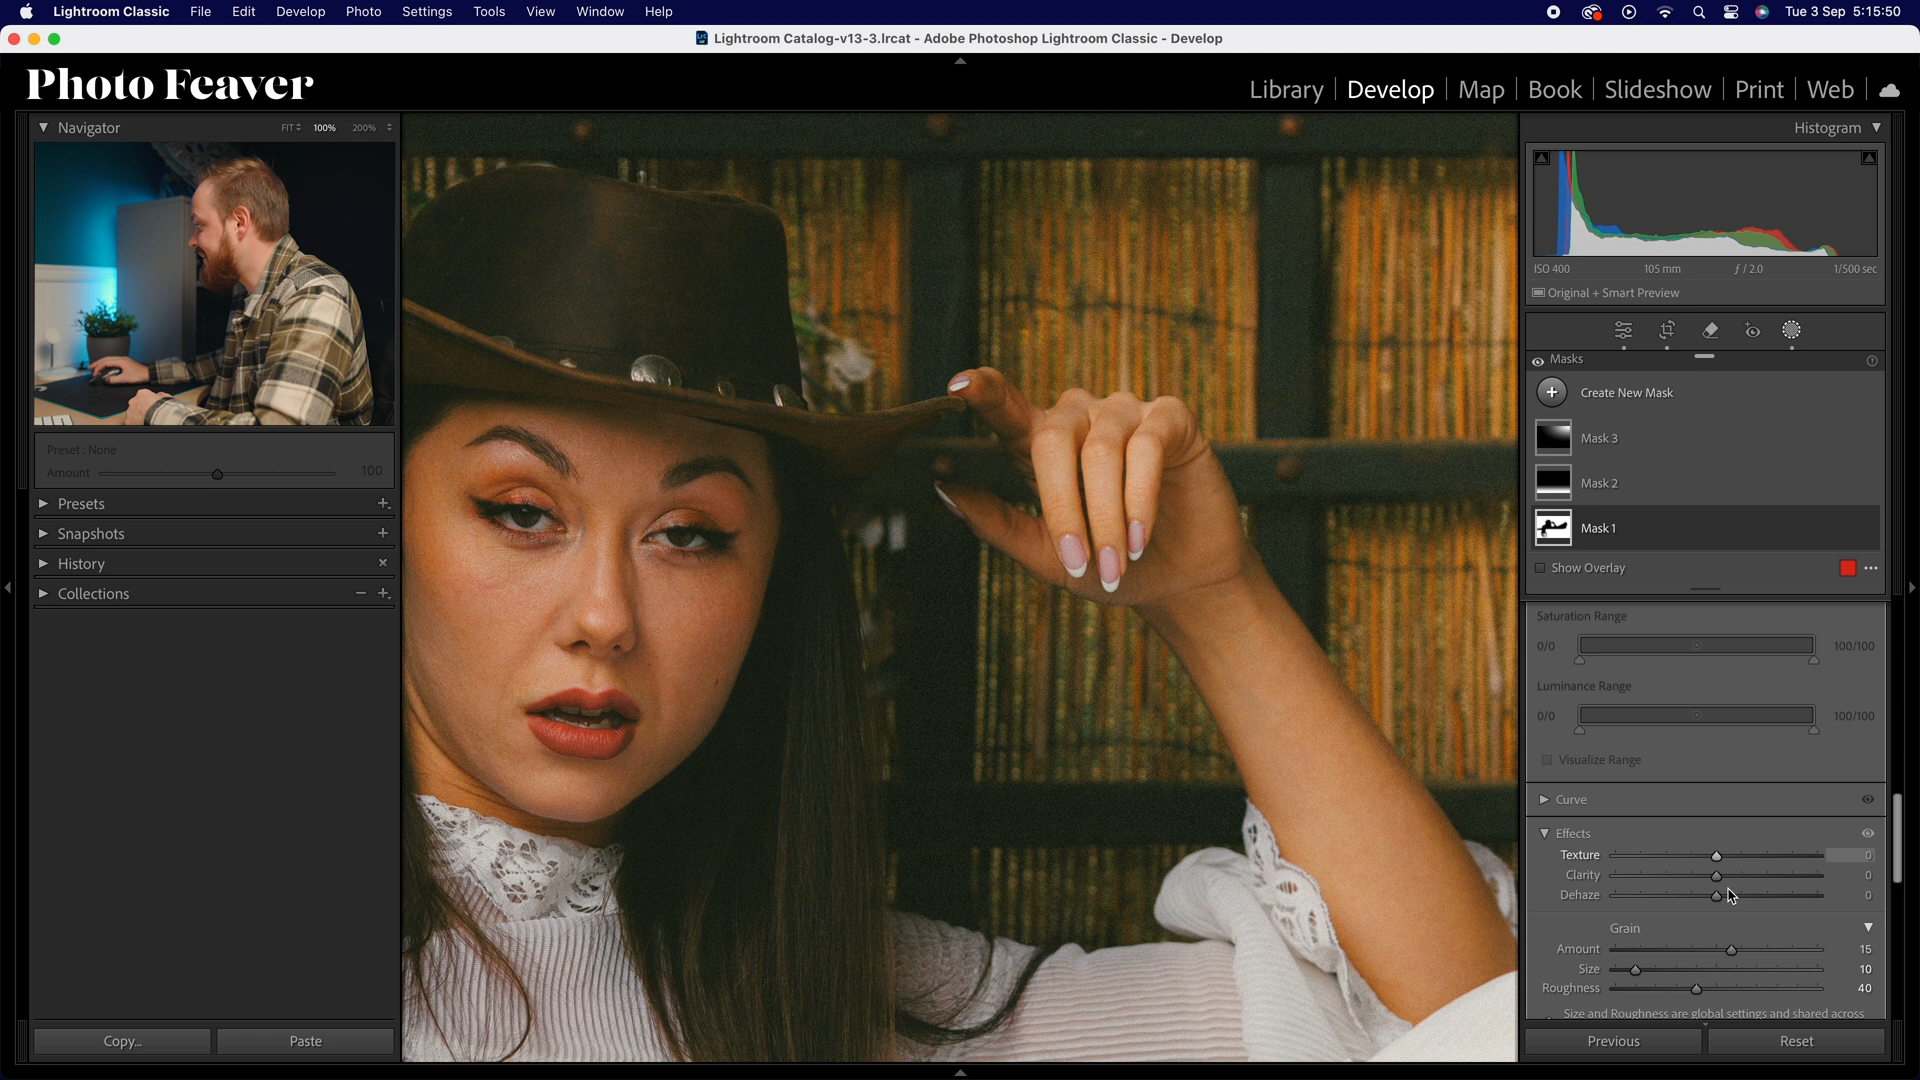 Lightroom Classic File Edit Develop Photo Settings Tools View Window Help Tue 3 Sep 5:15:50
Lightroom Catalog-v13-3.lrcat - Adobe Photoshop Lightroom Classic - Develop
Photo Feaver
Library Develop Map Book Slideshow Print Web
Navigator FIT 100% 200%
Preset : None
Amount 100
Presets
Snapshots
History
Collections
Copy... Paste
Histogram
ISO 400 105 mm ƒ / 2.0 1/500 sec
Original + Smart Preview
Masks
Create New Mask
Mask 3
Mask 2
Mask 1
Show Overlay
Saturation Range
0/0 100/100
Luminance Range
0/0 100/100
Visualize Range
Curve
Effects
Texture 0
Clarity 0
Dehaze 0
Grain
Amount 15
Size 10
Roughness 40
Size and Roughness are global settings and shared across
Previous Reset